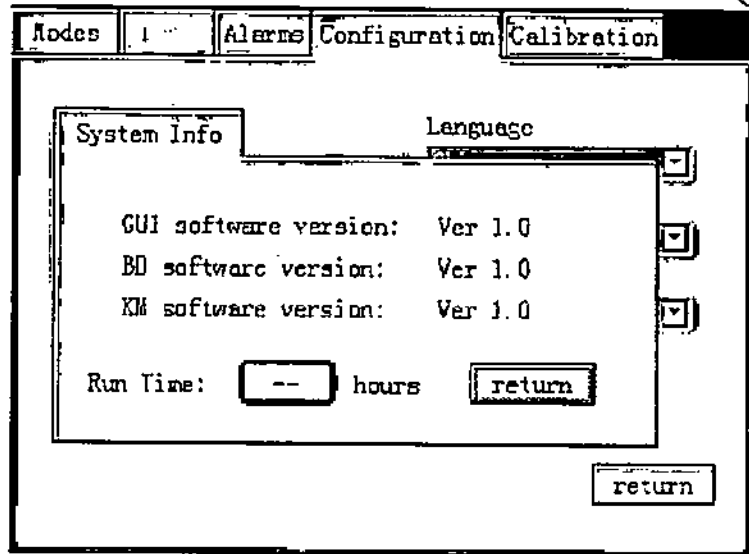 Modes Alarms Configuration Calibration
System Info
Language
GUI software version: Ver 1.0
BD software version: Ver 1.0
KM software version: Ver 1.0
Run Time: -- hours return
return